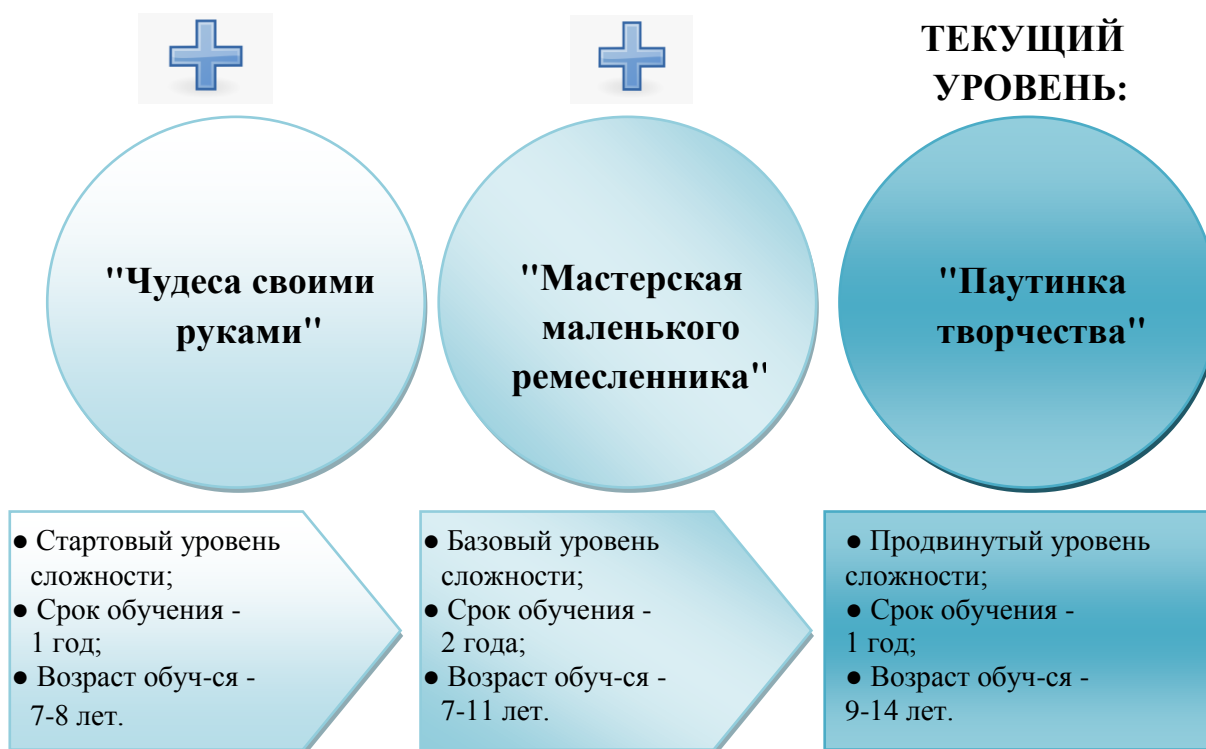 ТЕКУЩИЙ
УРОВЕНЬ:
"Чудеса своими
руками"
"Мастерская
маленького
ремесленника"
"Паутинка
творчества"
● Стартовый уровень
сложности;
● Срок обучения -
1 год;
● Возраст обуч-ся -
7-8 лет.
● Базовый уровень
сложности;
● Срок обучения -
2 года;
● Возраст обуч-ся -
7-11 лет.
● Продвинутый уровень
сложности;
● Срок обучения -
1 год;
● Возраст обуч-ся -
9-14 лет.